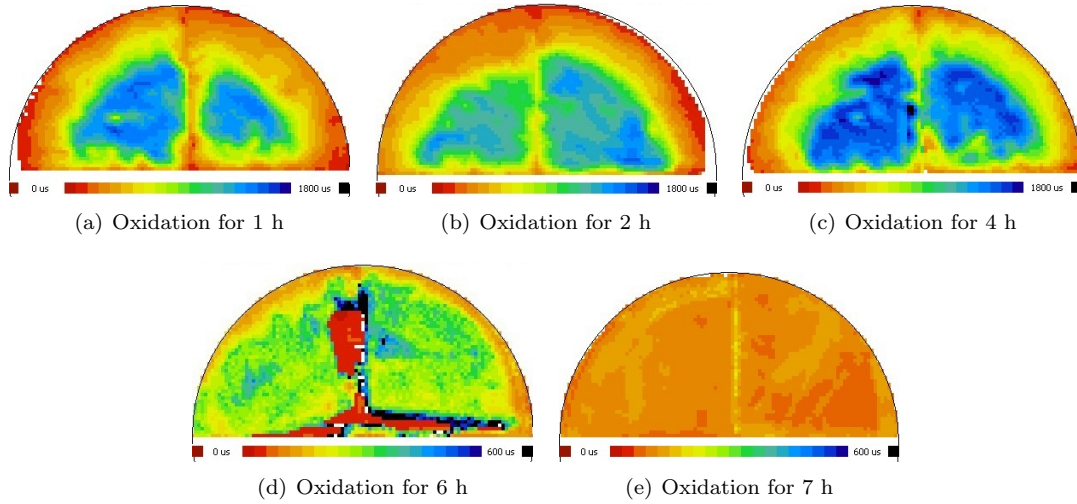 0 us 1800 us
0 us 1800 us
0 us 1800 us
(a) Oxidation for 1 h
(b) Oxidation for 2 h
(c) Oxidation for 4 h
0 us 600 us
0 us 600 us
(d) Oxidation for 6 h
(e) Oxidation for 7 h